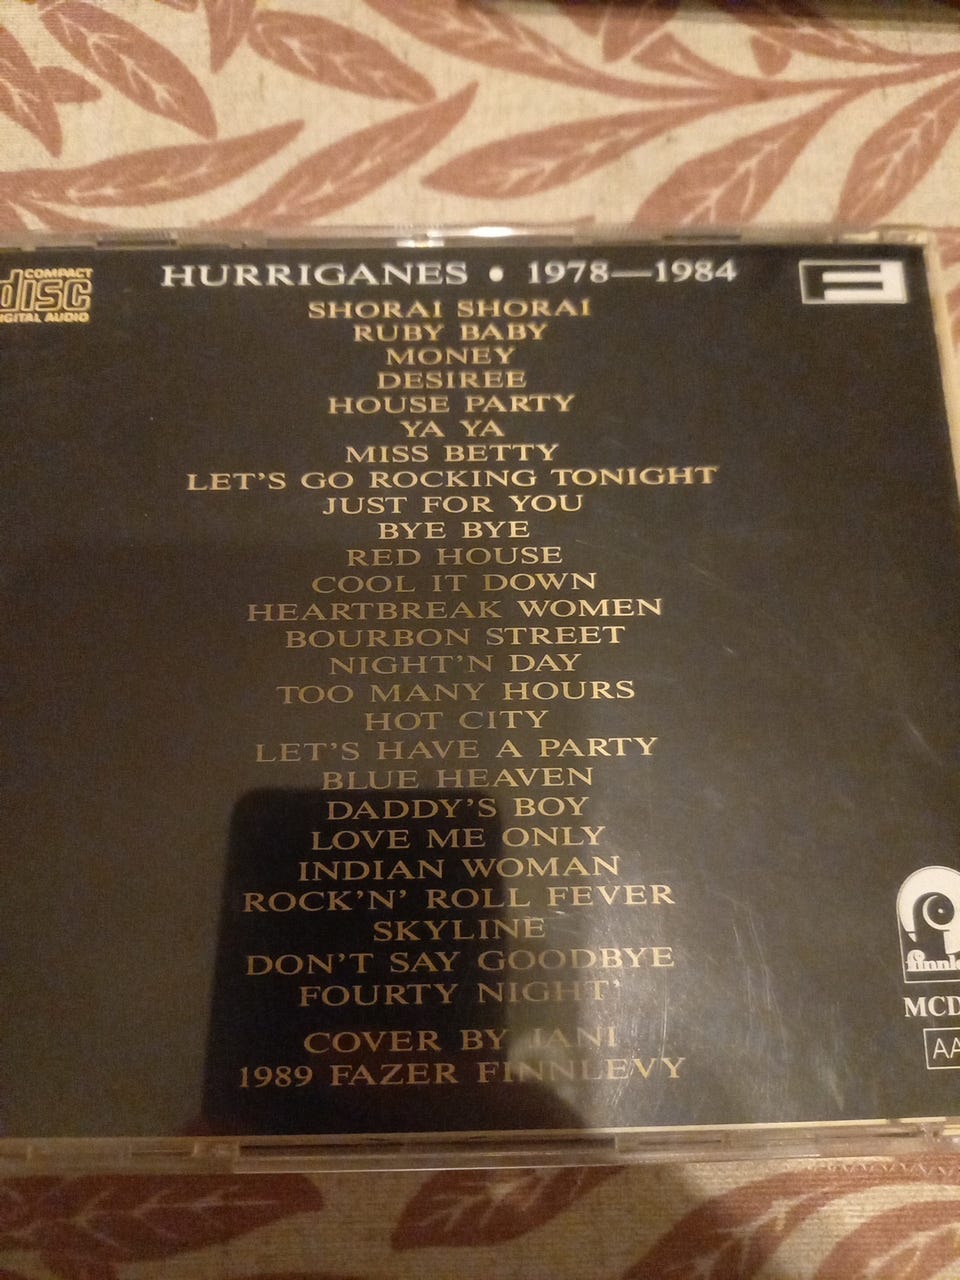 COMPACT
disc
DIGITAL AUDIO
HURRIGANES • 1978—1984
SHORAI SHORAI
RUBY BABY
MONEY
DESIREE
HOUSE PARTY
YA YA
MISS BETTY
LET'S GO ROCKING TONIGHT
JUST FOR YOU
BYE BYE
RED HOUSE
COOL IT DOWN
HEARTBREAK WOMEN
BOURBON STREET
NIGHT'N DAY
TOO MANY HOURS
HOT CITY
LET'S HAVE A PARTY
BLUE HEAVEN
DADDY'S BOY
LOVE ME ONLY
INDIAN WOMAN
ROCK'N' ROLL FEVER
SKYLINE
DON'T SAY GOODBYE
FOURTY NIGHT'
COVER BY JANI
1989 FAZER FINNLEVY
MCD
AA